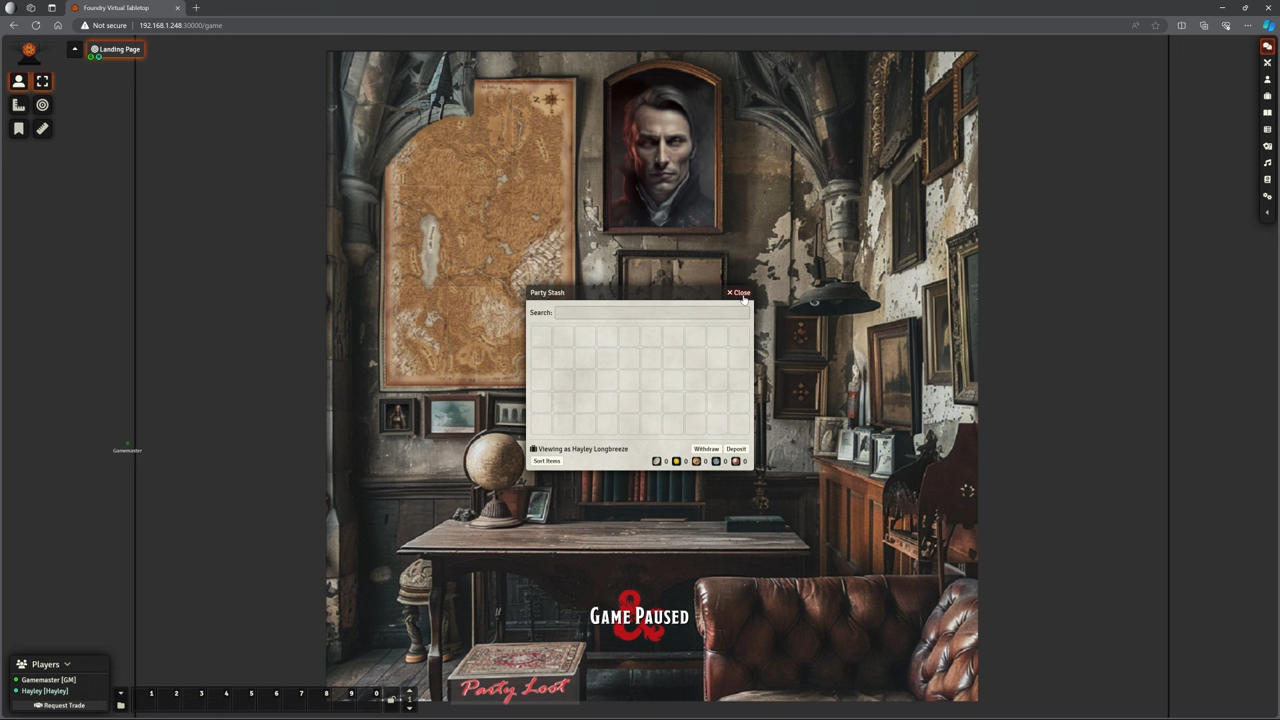 Foundry Virtual Tabletop
Not secure
192.168.1.248:30000/game
Landing Page
Party Stash
Close
Search:
Gamemaster
Viewing as Hayley Longbreeze
Withdraw
Deposit
Sort Items
0 0 0 0 0
GAME PAUSED
Party Loot
Players
Gamemaster [GM]
Hayley [Hayley]
Request Trade
1 2 3 4 5 6 7 8 9 0
1